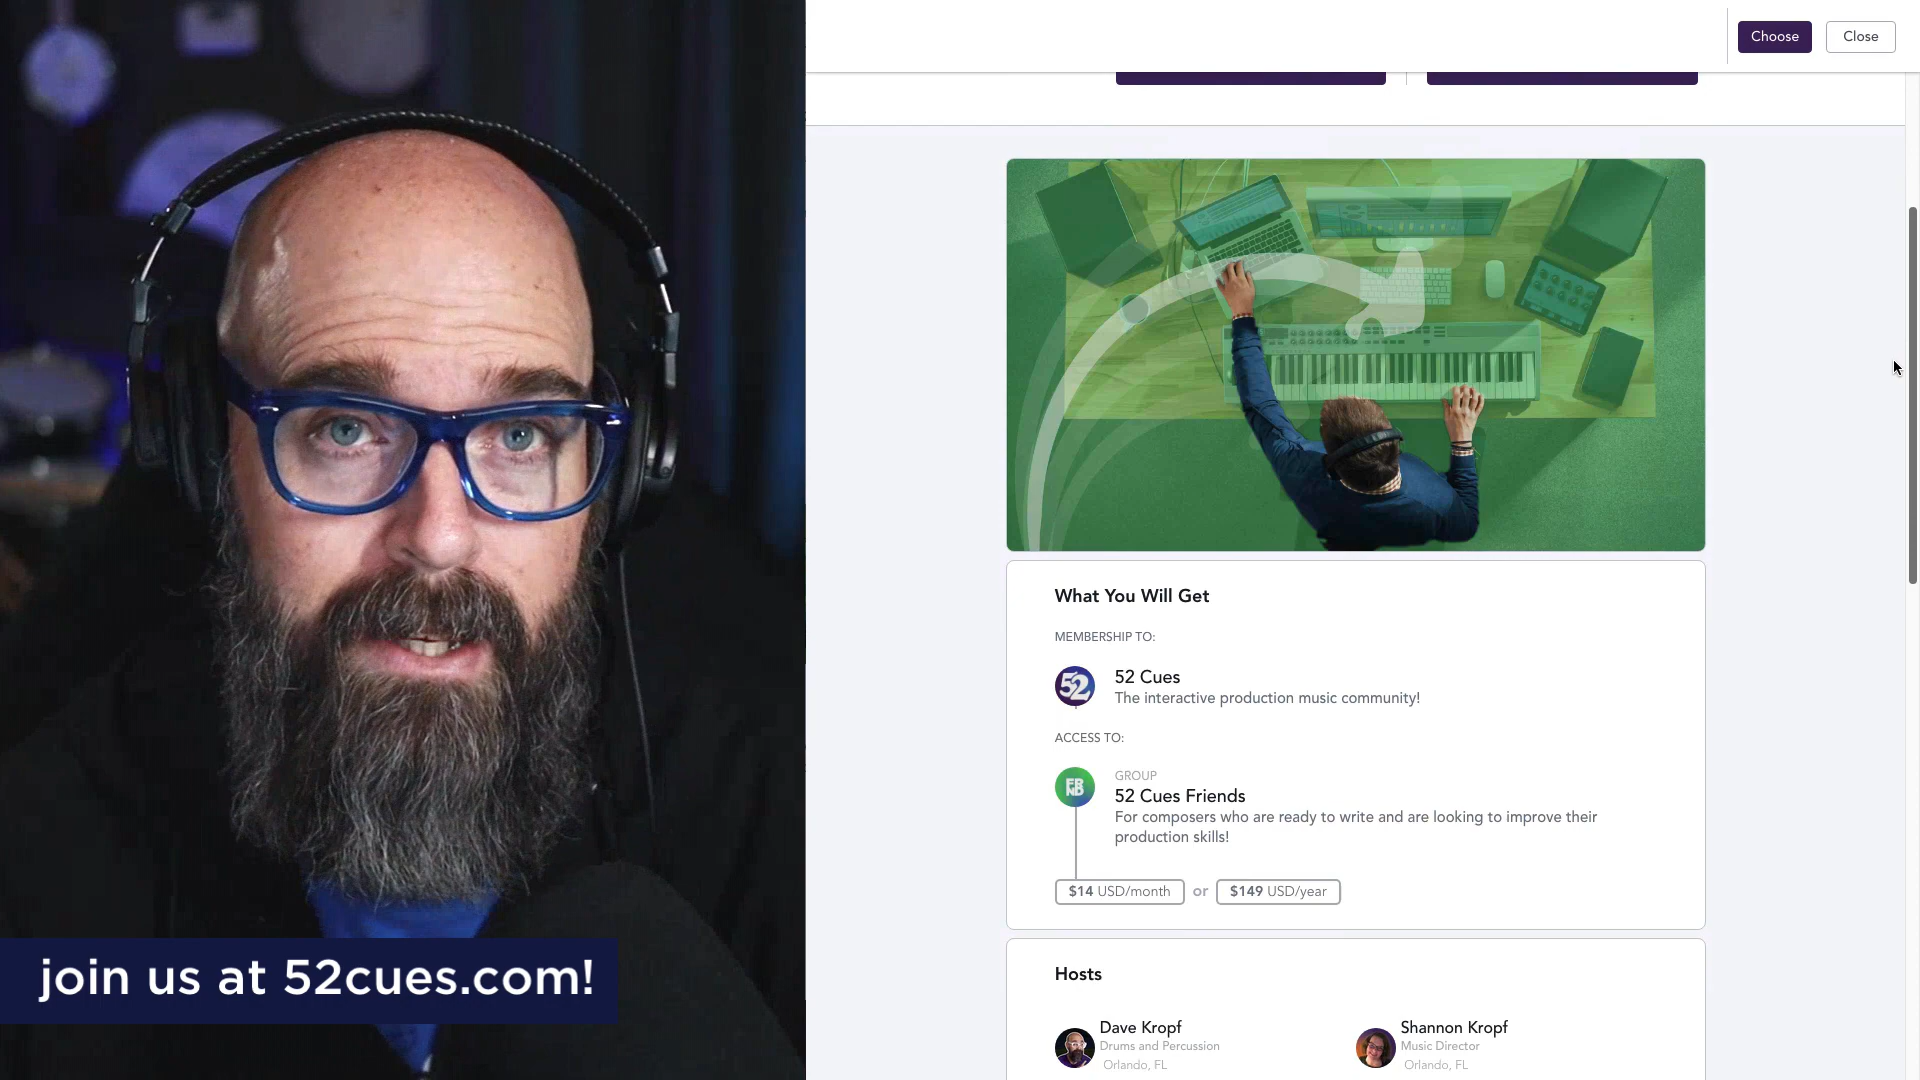 Choose
Close
What You Will Get
MEMBERSHIP TO:
52
52 Cues
The interactive production music community!
ACCESS TO:
FRND
GROUP
52 Cues Friends
For composers who are ready to write and are looking to improve their
production skills!
$14 USD/month or $149 USD/year
join us at 52cues.com!
Hosts
Dave Kropf
Drums and Percussion
Orlando, FL
Shannon Kropf
Music Director
Orlando, FL